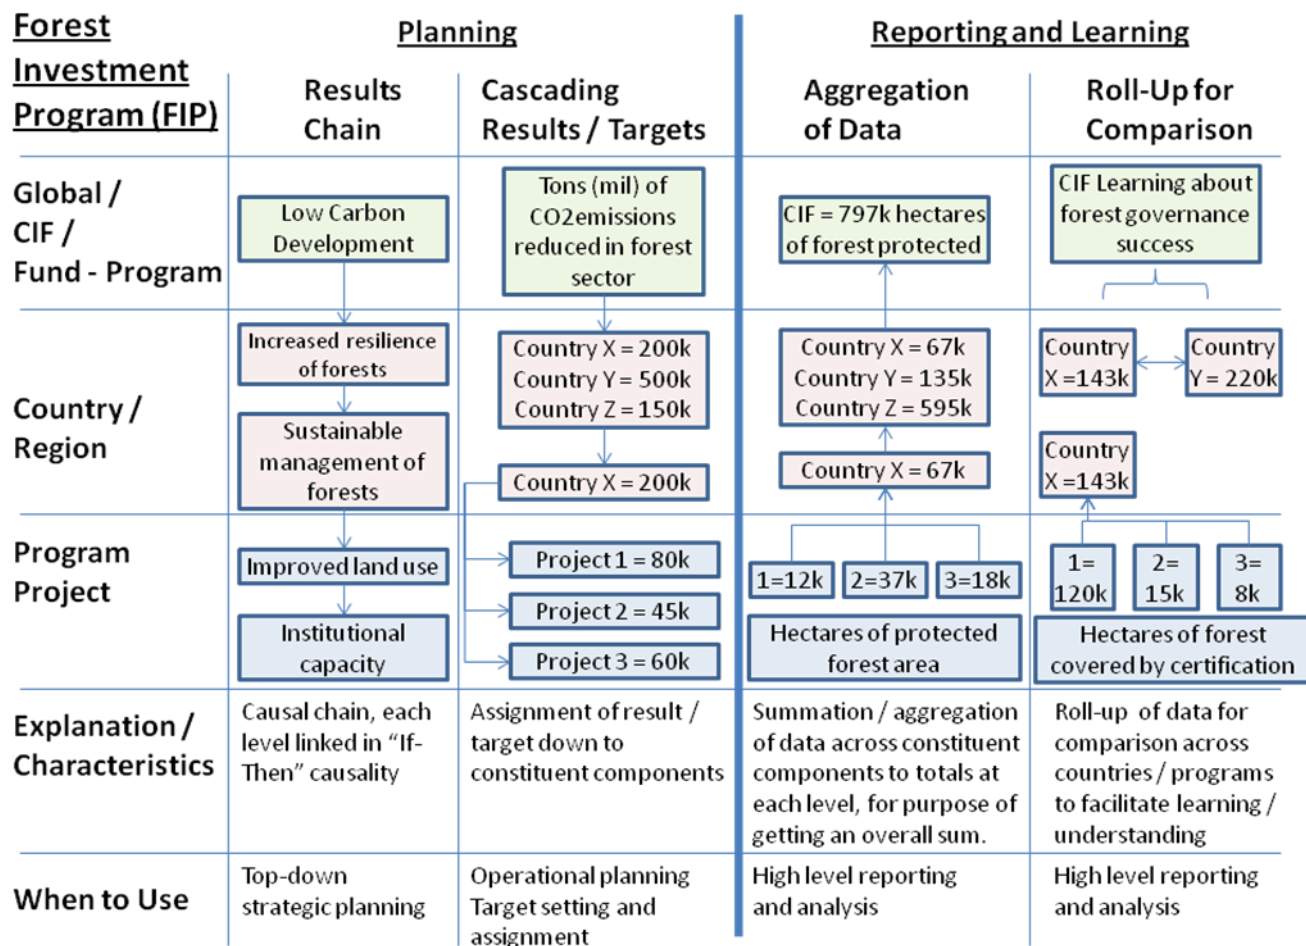 Forest
Investment
Program (FIP)
Planning
Reporting and Learning
Results
Chain
Cascading
Results / Targets
Aggregation
of Data
Roll-Up for
Comparison
Global /
CIF /
Fund - Program
Low Carbon
Development
Tons (mil) of
CO2emissions
reduced in forest
sector
CIF = 797k hectares
of forest protected
CIF Learning about
forest governance
success
Country /
Region
Increased resilience
of forests
Sustainable
management of
forests
Country X = 200k
Country Y = 500k
Country Z = 150k
Country X = 200k
Country X = 67k
Country Y = 135k
Country Z = 595k
Country X = 67k
Country
X =143k
Country
Y = 220k
Country
X =143k
Program
Project
Improved land use
Institutional
capacity
Project 1 = 80k
Project 2 = 45k
Project 3 = 60k
1=12k
2=37k
3=18k
Hectares of protected
forest area
1=
120k
2=
15k
3=
8k
Hectares of forest
covered by certification
Explanation /
Characteristics
Causal chain, each
level linked in “If-
Then” causality
Assignment of result /
target down to
constituent components
Summation / aggregation
of data across constituent
components to totals at
each level, for purpose of
getting an overall sum.
Roll-up of data for
comparison across
countries / programs
to facilitate learning /
understanding
When to Use
Top-down
strategic planning
Operational planning
Target setting and
assignment
High level reporting
and analysis
High level reporting
and analysis